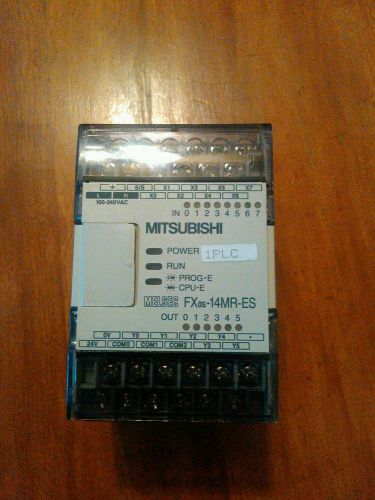 ⏚ S/S X1 X3 X5 X7
L N X0 X2 X4 X6
100-240VAC
IN 0 1 2 3 4 5 6 7
MITSUBISHI
POWER 1PLC
RUN
PROG·E
CPU·E
MELSEC FX0S-14MR-ES
OUT 0 1 2 3 4 5
0V Y0 Y1 Y2 Y4 •
24V COM0 COM1 COM2 Y3 Y5